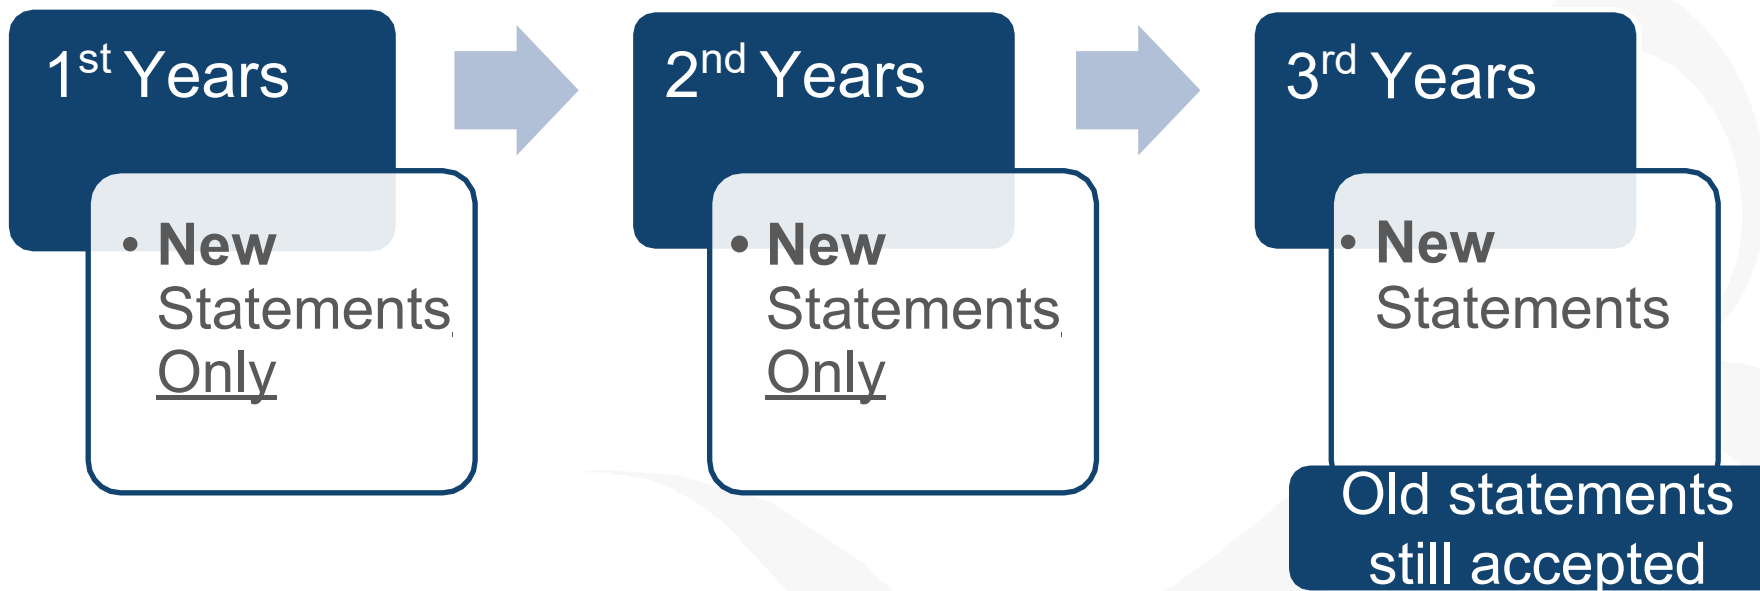 1st Years
• New
Statements
Only
2nd Years
• New
Statements
Only
3rd Years
• New
Statements
Old statements
still accepted